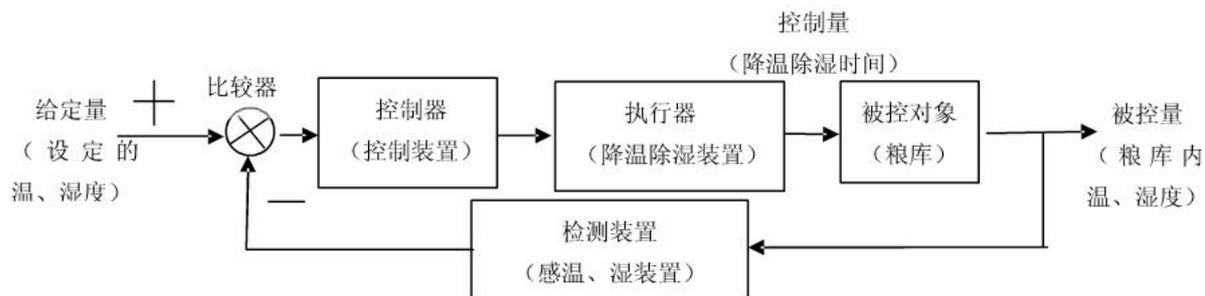 控制量
（降温除湿时间）
比较器
给定量
（设定的
温、湿度）
控制器
（控制装置）
执行器
（降温除湿装置）
被控对象
（粮库）
被控量
（粮库内
温、湿度）
检测装置
（感温、湿装置）